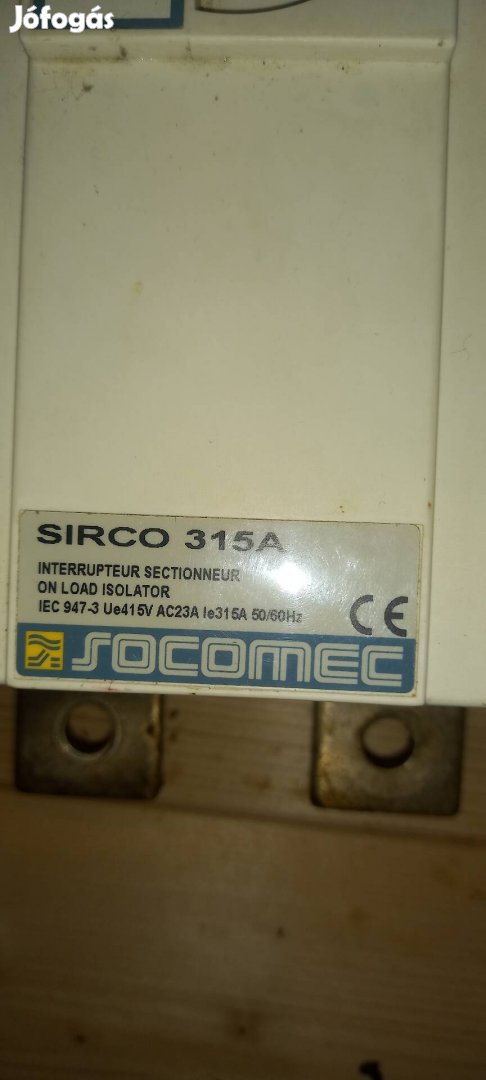 Jófogás
SIRCO 315A
INTERRUPTEUR SECTIONNEUR
ON LOAD ISOLATOR
IEC 947-3 Ue415V AC23A Ie315A 50/60Hz
CE
SOCOMEC